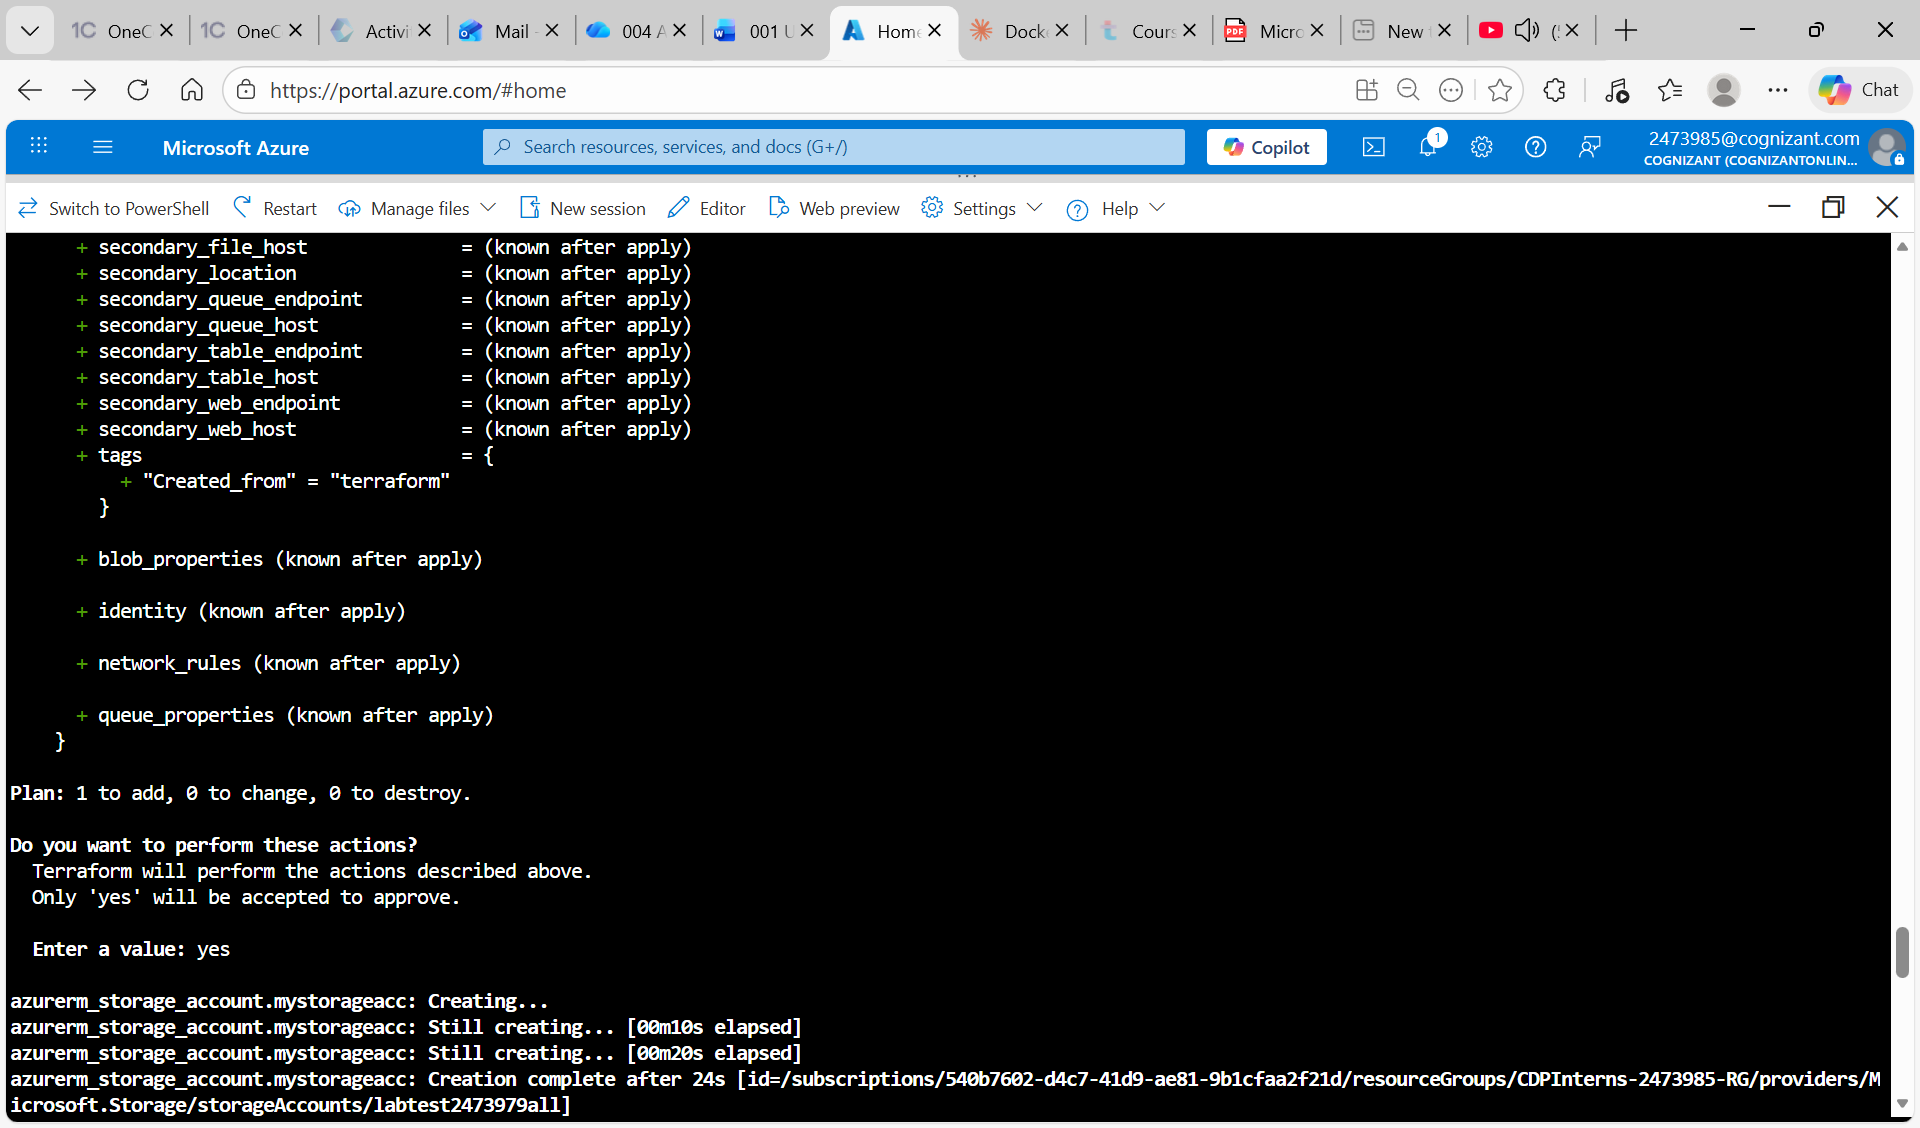 1C OneC
1C OneC
Activi
Mail -
004 A
001 U
Home
Docke
Cours
PDF Micro
New
(
https://portal.azure.com/#home
Chat
Microsoft Azure
Search resources, services, and docs (G+/)
Copilot
1
2473985@cognizant.com
COGNIZANT (COGNIZANTONLIN...
Switch to PowerShell
Restart
Manage files
New session
Editor
Web preview
Settings
Help
+ secondary_file_host = (known after apply)
+ secondary_location = (known after apply)
+ secondary_queue_endpoint = (known after apply)
+ secondary_queue_host = (known after apply)
+ secondary_table_endpoint = (known after apply)
+ secondary_table_host = (known after apply)
+ secondary_web_endpoint = (known after apply)
+ secondary_web_host = (known after apply)
+ tags = {
+ "Created_from" = "terraform"
}
+ blob_properties (known after apply)
+ identity (known after apply)
+ network_rules (known after apply)
+ queue_properties (known after apply)
}
Plan: 1 to add, 0 to change, 0 to destroy.
Do you want to perform these actions?
Terraform will perform the actions described above.
Only 'yes' will be accepted to approve.
Enter a value: yes
azurerm_storage_account.mystorageacc: Creating...
azurerm_storage_account.mystorageacc: Still creating... [00m10s elapsed]
azurerm_storage_account.mystorageacc: Still creating... [00m20s elapsed]
azurerm_storage_account.mystorageacc: Creation complete after 24s [id=/subscriptions/540b7602-d4c7-41d9-ae81-9b1cfaa2f21d/resourceGroups/CDPInterns-2473985-RG/providers/M
icrosoft.Storage/storageAccounts/labtest2473979all]